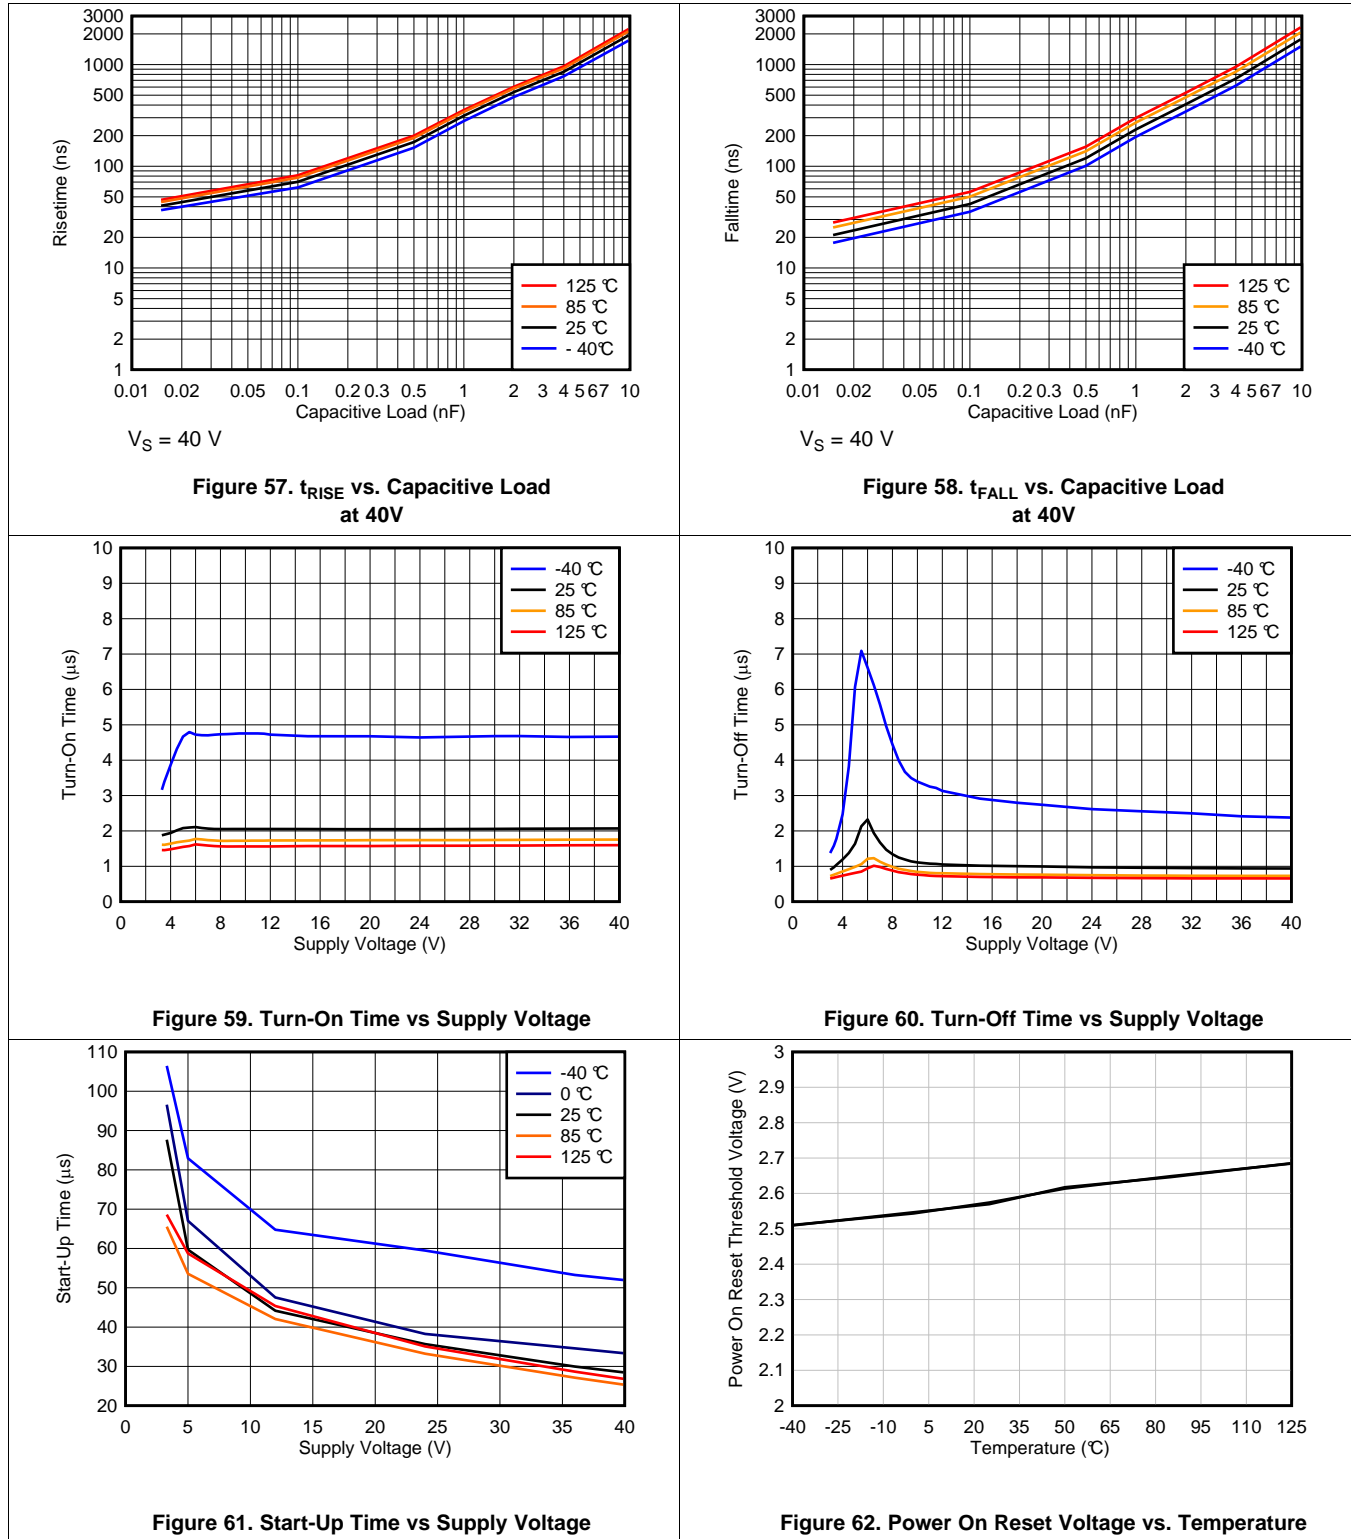 3000
2000
1000
500
200
100
50
20
10
5
2
1
Risetime (ns)
125 °C
85 °C
25 °C
- 40°C
0.01 0.02 0.05 0.1 0.2 0.3 0.5 1 2 3 4 5 6 7 10
Capacitive Load (nF)
VS = 40 V
Figure 57. tRISE vs. Capacitive Load
at 40V
3000
2000
1000
500
200
100
50
20
10
5
2
1
Falltime (ns)
125 °C
85 °C
25 °C
-40 °C
0.01 0.02 0.05 0.1 0.2 0.3 0.5 1 2 3 4 5 6 7 10
Capacitive Load (nF)
VS = 40 V
Figure 58. tFALL vs. Capacitive Load
at 40V
10
9
8
7
6
5
4
3
2
1
0
Turn-On Time (µs)
-40 °C
25 °C
85 °C
125 °C
0 4 8 12 16 20 24 28 32 36 40
Supply Voltage (V)
Figure 59. Turn-On Time vs Supply Voltage
10
9
8
7
6
5
4
3
2
1
0
Turn-Off Time (µs)
-40 °C
25 °C
85 °C
125 °C
0 4 8 12 16 20 24 28 32 36 40
Supply Voltage (V)
Figure 60. Turn-Off Time vs Supply Voltage
110
100
90
80
70
60
50
40
30
20
Start-Up Time (µs)
-40 °C
0 °C
25 °C
85 °C
125 °C
0 5 10 15 20 25 30 35 40
Supply Voltage (V)
Figure 61. Start-Up Time vs Supply Voltage
3
2.9
2.8
2.7
2.6
2.5
2.4
2.3
2.2
2.1
2
Power On Reset Threshold Voltage (V)
-40 -25 -10 5 20 35 50 65 80 95 110 125
Temperature (°C)
Figure 62. Power On Reset Voltage vs. Temperature